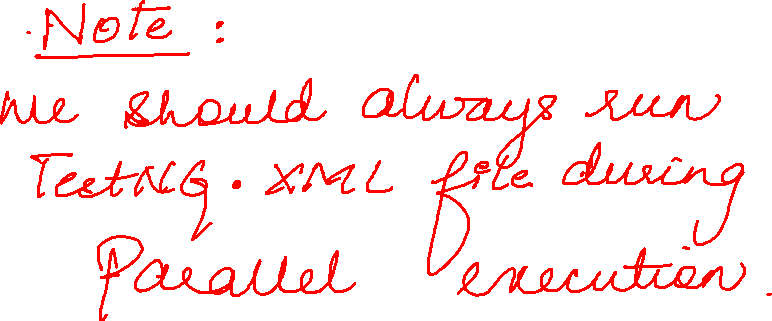 Note :
We should always run
TestNG . XML file during
Parallel execution .